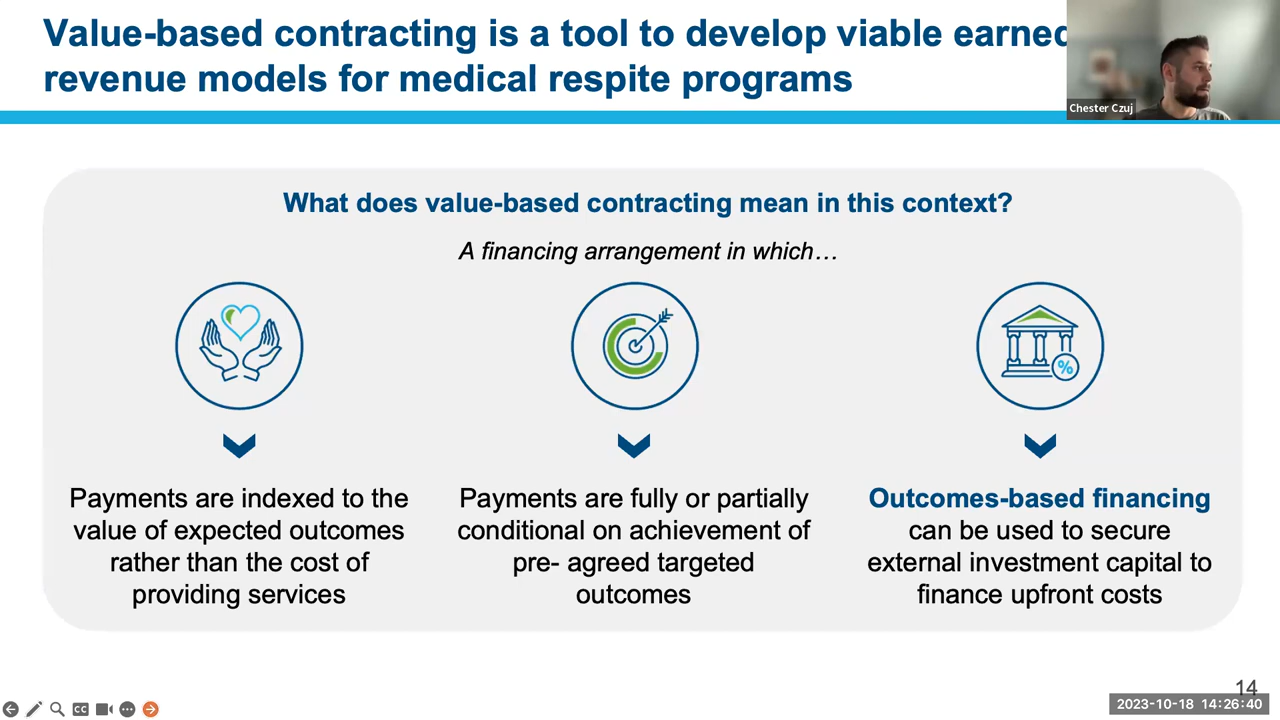 Value-based contracting is a tool to develop viable earned
revenue models for medical respite programs
Chester Czuj
What does value-based contracting mean in this context?
A financing arrangement in which…
Payments are indexed to the
value of expected outcomes
rather than the cost of
providing services
Payments are fully or partially
conditional on achievement of
pre- agreed targeted
outcomes
Outcomes-based financing
can be used to secure
external investment capital to
finance upfront costs
%
CC
14
2023-10-18 14:26:40